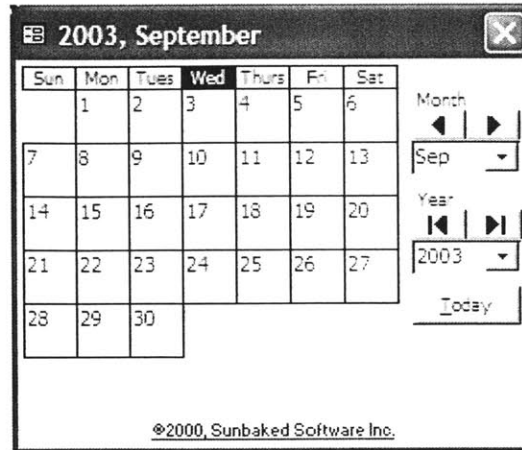 2003, September
Sun Mon Tues Wed Thurs Fri Sat
1 2 3 4 5 6
Month
7 8 9 10 11 12 13
Sep
14 15 16 17 18 19 20
Year
21 22 23 24 25 26 27
2003
28 29 30
Today
©2000, Sunbaked Software Inc.